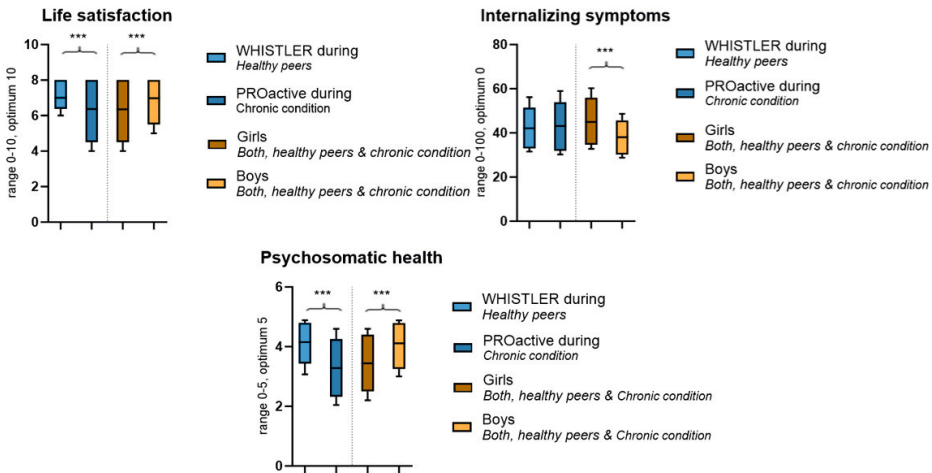 Life satisfaction
range 0-10, optimum 10
10
8
6
4
2
0
***
***
WHISTLER during
Healthy peers
PROactive during
Chronic condition
Girls
Both, healthy peers & chronic condition
Boys
Both, healthy peers & chronic condition
Internalizing symptoms
range 0-100, optimum 0
80
60
40
20
0
***
WHISTLER during
Healthy peers
PROactive during
Chronic condition
Girls
Both, healthy peers & chronic condition
Boys
Both, healthy peers & chronic condition
Psychosomatic health
range 0-5, optimum 5
6
4
2
0
***
***
WHISTLER during
Healthy peers
PROactive during
Chronic condition
Girls
Both, healthy peers & Chronic condition
Boys
Both, healthy peers & Chronic condition